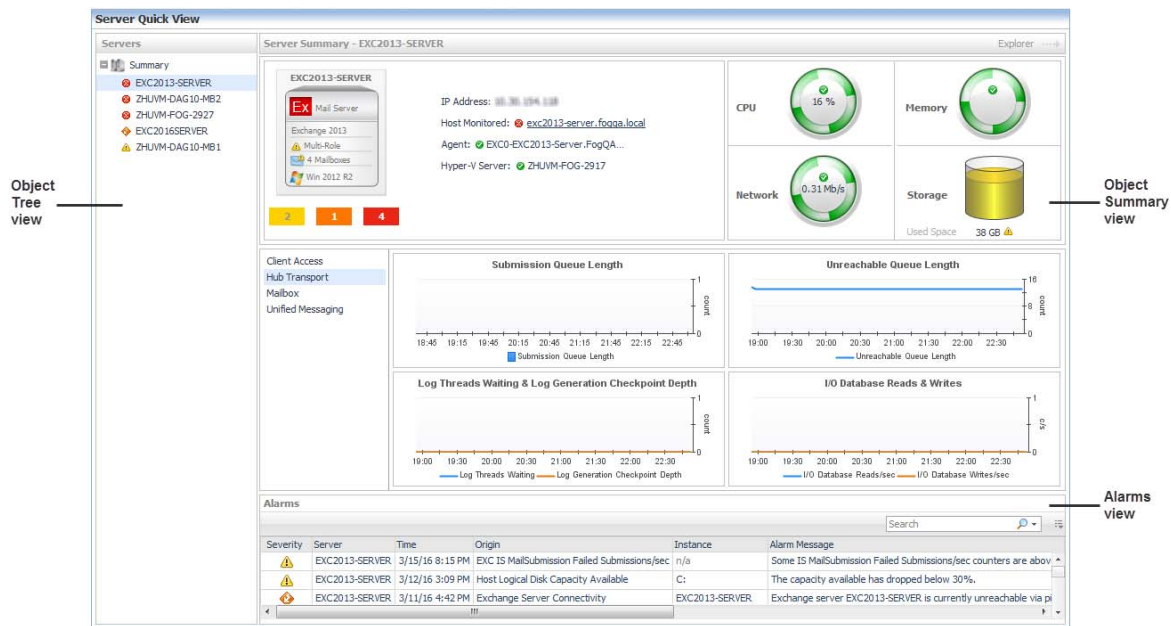 Server Quick View
Servers
Summary
EXC2013-SERVER
ZHUVM-DAG10-MB2
ZHUVM-FOG-2927
EXC2016SERVER
ZHUVM-DAG10-MB1
Object
Tree
view
Server Summary - EXC2013-SERVER
Explorer
EXC2013-SERVER
Ex Mail Server
Exchange 2013
Multi-Role
4 Mailboxes
Win 2012 R2
2 1 4
IP Address:
Host Monitored: exc2013-server.fogqa.local
Agent: EXC0-EXC2013-Server.FogQA...
Hyper-V Server: ZHUVM-FOG-2917
CPU
16 %
Memory
Network
0.31 Mb/s
Storage
Used Space 38 GB
Object
Summary
view
Client Access
Hub Transport
Mailbox
Unified Messaging
Submission Queue Length
1
count
0
18:45 19:15 19:45 20:15 20:45 21:15 21:45 22:15 22:45
Submission Queue Length
Unreachable Queue Length
16
8
count
0
19:00 19:30 20:00 20:30 21:00 21:30 22:00 22:30
Unreachable Queue Length
Log Threads Waiting & Log Generation Checkpoint Depth
1
count
0
19:00 19:30 20:00 20:30 21:00 21:30 22:00 22:30
Log Threads Waiting Log Generation Checkpoint Depth
I/O Database Reads & Writes
1
c/s
0
19:00 19:30 20:00 20:30 21:00 21:30 22:00 22:30
I/O Database Reads/sec I/O Database Writes/sec
Alarms
Alarms
view
Search
Severity Server Time Origin Instance Alarm Message
EXC2013-SERVER 3/15/16 8:15 PM EXC IS MailSubmission Failed Submissions/sec n/a Some IS MailSubmission Failed Submissions/sec counters are abov
EXC2013-SERVER 3/12/16 3:09 PM Host Logical Disk Capacity Available C: The capacity available has dropped below 30%.
EXC2013-SERVER 3/11/16 4:42 PM Exchange Server Connectivity EXC2013-SERVER Exchange server EXC2013-SERVER is currently unreachable via pi